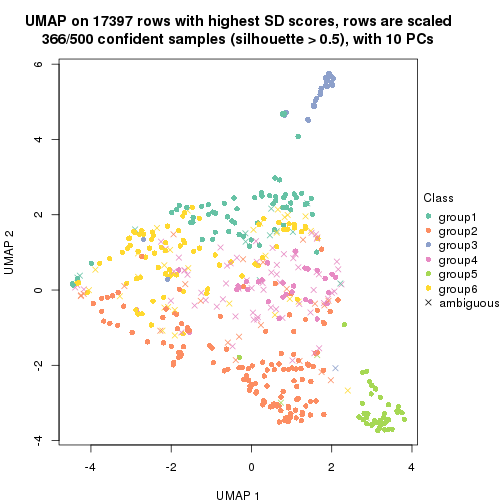 UMAP on 17397 rows with highest SD scores, rows are scaled
366/500 confident samples (silhouette > 0.5), with 10 PCs
6
4
2
0
-2
-4
UMAP 2
-4
-2
0
2
4
UMAP 1
Class
group1
group2
group3
group4
group5
group6
ambiguous